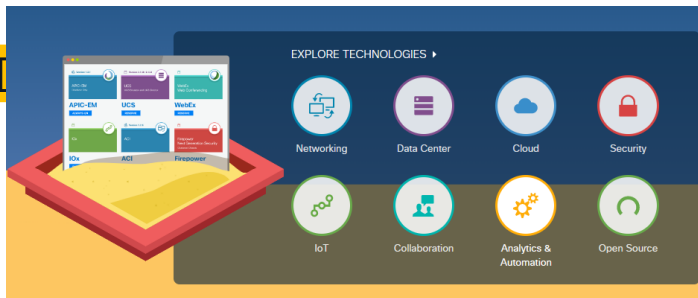 EXPLORE TECHNOLOGIES
Networking
Data Center
Cloud
Security
IoT
Collaboration
Analytics &
Automation
Open Source
APIC-EM
UCS
WebEx
IOx
ACI
Firepower